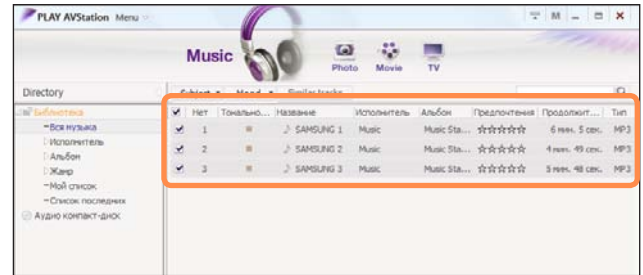 PLAY AVStation Menu
M
Music
Photo Movie TV
Directory
Subject Mood Similar tracks
Библиотека
Вся музыка
Исполнитель
Альбом
Жанр
Мой список
Список последних
Аудио компакт-диск
Нет Тонально... Название Исполнитель Альбом Предпочтения Продолжит... Тип
1 SAMSUNG 1 Music Music Sta... ☆☆☆☆☆ 6 мин. 5 сек. MP3
2 SAMSUNG 2 Music Music Sta... ☆☆☆☆☆ 4 мин. 49 сек. MP3
3 SAMSUNG 3 Music Music Sta... ☆☆☆☆☆ 5 мин. 48 сек. MP3